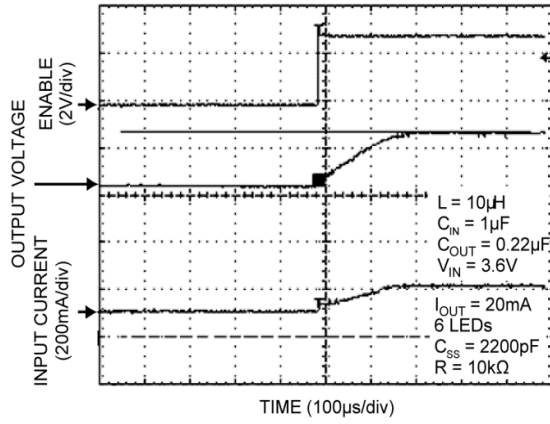 ENABLE
(2V/div)
OUTPUT VOLTAGE
INPUT CURRENT
(200mA/div)
L = 10µH
C_IN = 1µF
C_OUT = 0.22µF
V_IN = 3.6V
I_OUT = 20mA
6 LEDs
C_SS = 2200pF
R = 10kΩ
TIME (100µs/div)